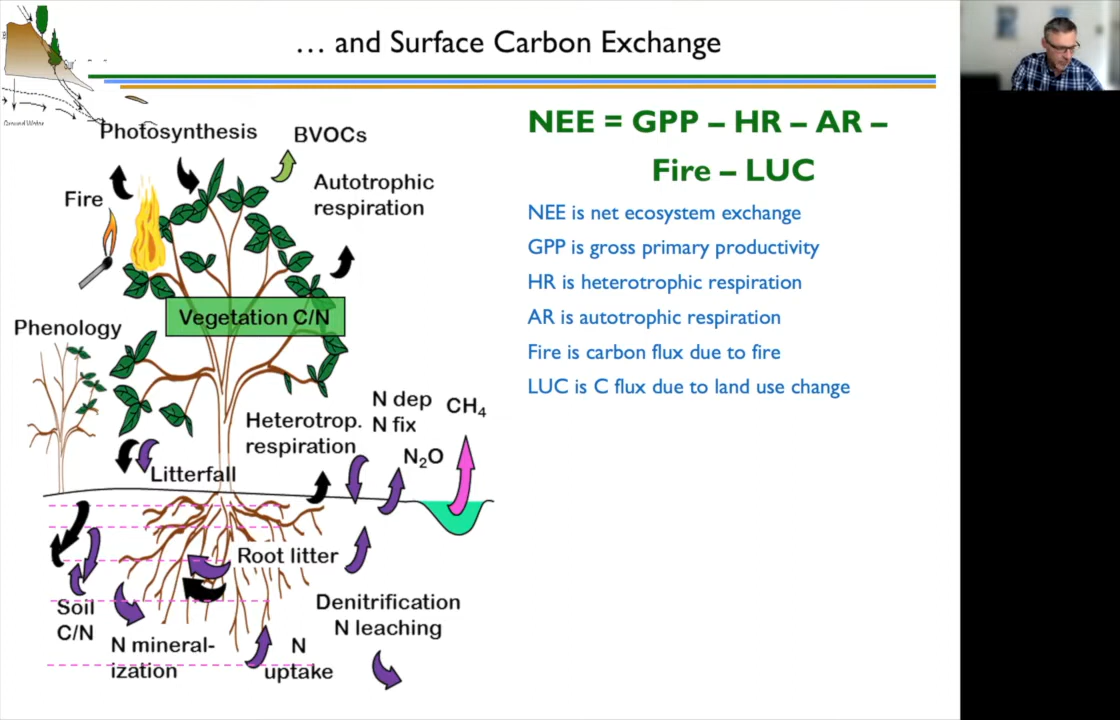 … and Surface Carbon Exchange
Ground Water
Photosynthesis
BVOCs
Fire
Autotrophic
respiration
Vegetation C/N
Phenology
Heterotrop.
respiration
N dep
N fix
CH₄
N₂O
Litterfall
Root litter
Soil
C/N
N mineral-
ization
N
uptake
Denitrification
N leaching
NEE = GPP – HR – AR –
Fire – LUC
NEE is net ecosystem exchange
GPP is gross primary productivity
HR is heterotrophic respiration
AR is autotrophic respiration
Fire is carbon flux due to fire
LUC is C flux due to land use change